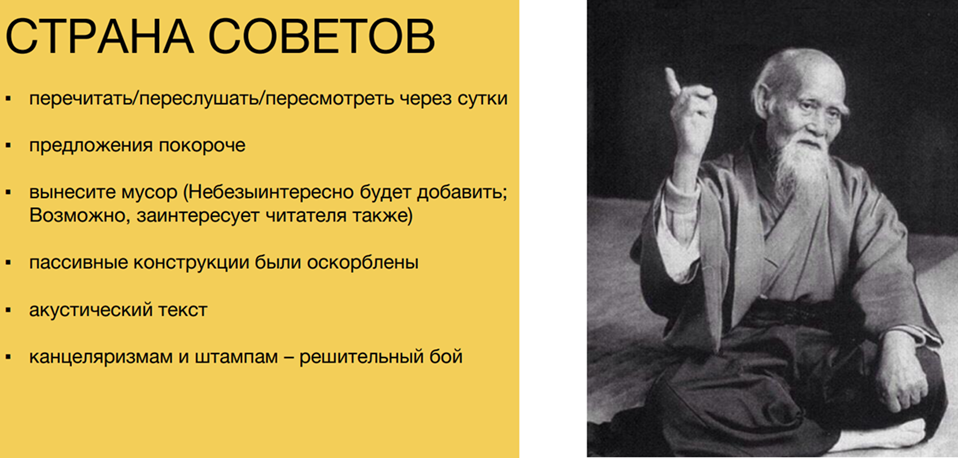 СТРАНА СОВЕТОВ
▪ перечитать/переслушать/пересмотреть через сутки
▪ предложения покороче
▪ вынесите мусор (Небезыинтересно будет добавить;
Возможно, заинтересует читателя также)
▪ пассивные конструкции были оскорблены
▪ акустический текст
▪ канцеляризмам и штампам – решительный бой